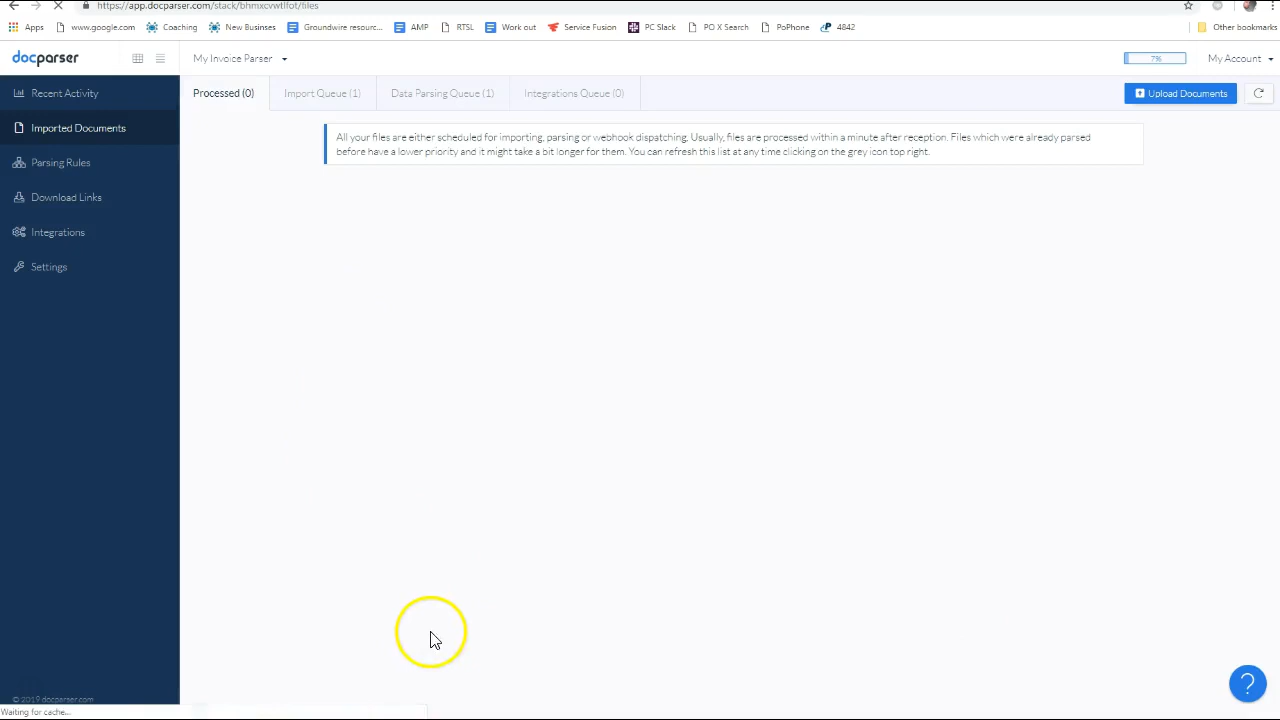 https://app.docparser.com/stack/bhmxcvwtlfot/files
Apps www.google.com Coaching New Businses Groundwire resourc... AMP RTSL Work out Service Fusion PC Slack PO X Search PoPhone 4842 Other bookmarks
docparser My Invoice Parser 7% My Account
Recent Activity Processed (0) Import Queue (1) Data Parsing Queue (1) Integrations Queue (0) Upload Documents
Imported Documents
All your files are either scheduled for importing, parsing or webhook dispatching. Usually, files are processed within a minute after reception. Files which were already parsed
before have a lower priority and it might take a bit longer for them. You can refresh this list at any time clicking on the grey icon top right.
Parsing Rules
Download Links
Integrations
Settings
?
© 2019 docparser.com
Waiting for cache...